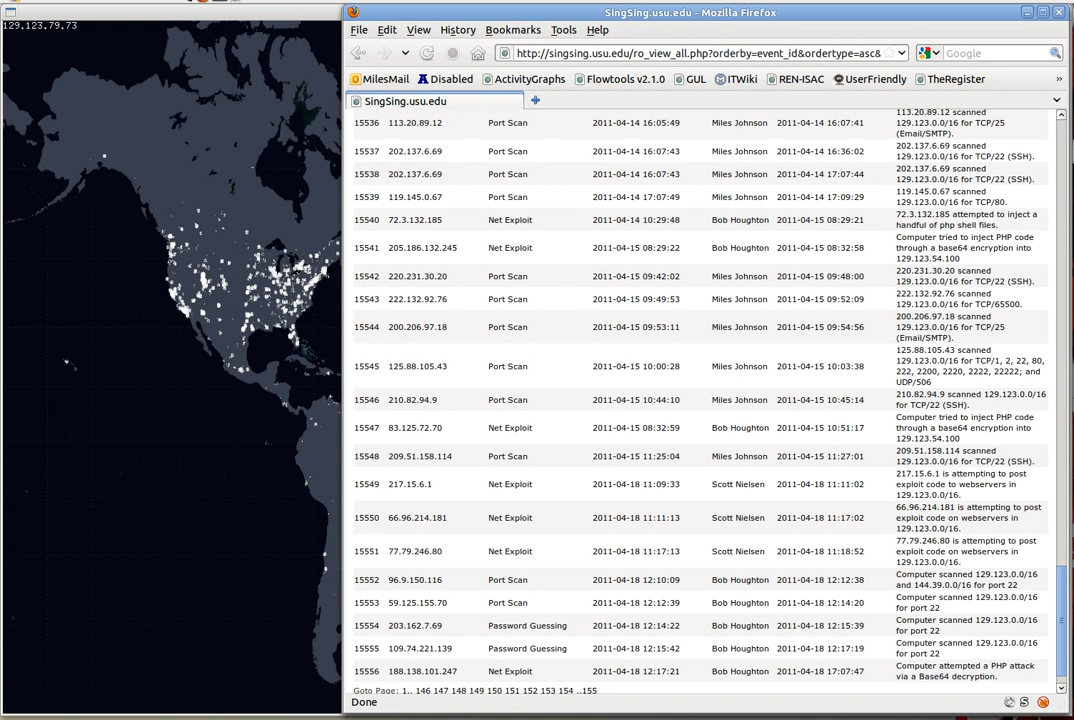 129.123.79.73
SingSing.usu.edu - Mozilla Firefox
File Edit View History Bookmarks Tools Help
http://singsing.usu.edu/ro_view_all.php?orderby=event_id&ordertype=asc& Google
MilesMail Disabled ActivityGraphs Flowtools v2.1.0 GUL ITWiki REN-ISAC UserFriendly TheRegister »
SingSing.usu.edu
15536 113.20.89.12 Port Scan 2011-04-14 16:05:49 Miles Johnson 2011-04-14 16:07:41 113.20.89.12 scanned
129.123.0.0/16 for TCP/25
(Email/SMTP).
15537 202.137.6.69 Port Scan 2011-04-14 16:07:43 Miles Johnson 2011-04-14 16:36:02 202.137.6.69 scanned
129.123.0.0/16 for TCP/22 (SSH).
15538 202.137.6.69 Port Scan 2011-04-14 16:07:43 Miles Johnson 2011-04-14 17:07:44 202.137.6.69 scanned
129.123.0.0/16 for TCP/22 (SSH).
15539 119.145.0.67 Port Scan 2011-04-14 17:07:49 Miles Johnson 2011-04-14 17:09:29 119.145.0.67 scanned
129.123.0.0/16 for TCP/80.
15540 72.3.132.185 Net Exploit 2011-04-14 10:29:48 Bob Houghton 2011-04-15 08:29:21 72.3.132.185 attempted to inject a
handful of php shell files.
15541 205.186.132.245 Net Exploit 2011-04-15 08:29:22 Bob Houghton 2011-04-15 08:32:58 Computer tried to inject PHP code
through a base64 encryption into
129.123.54.100
15542 220.231.30.20 Port Scan 2011-04-15 09:42:02 Miles Johnson 2011-04-15 09:48:00 220.231.30.20 scanned
129.123.0.0/16 for TCP/22 (SSH).
15543 222.132.92.76 Port Scan 2011-04-15 09:49:53 Miles Johnson 2011-04-15 09:52:09 222.132.92.76 scanned
129.123.0.0/16 for TCP/65500.
15544 200.206.97.18 Port Scan 2011-04-15 09:53:11 Miles Johnson 2011-04-15 09:54:56 200.206.97.18 scanned
129.123.0.0/16 for TCP/25
(Email/SMTP).
15545 125.88.105.43 Port Scan 2011-04-15 10:00:28 Miles Johnson 2011-04-15 10:03:38 125.88.105.43 scanned
129.123.0.0/16 for TCP/1, 2, 22, 80,
222, 2200, 2220, 2222, 22222; and
UDP/506
15546 210.82.94.9 Port Scan 2011-04-15 10:44:10 Miles Johnson 2011-04-15 10:45:14 210.82.94.9 scanned 129.123.0.0/16
for TCP/22 (SSH).
15547 83.125.72.70 Net Exploit 2011-04-15 08:32:59 Bob Houghton 2011-04-15 10:51:17 Computer tried to inject PHP code
through a base64 encryption into
129.123.54.100
15548 209.51.158.114 Port Scan 2011-04-15 11:25:04 Miles Johnson 2011-04-15 11:27:01 209.51.158.114 scanned
129.123.0.0/16 for TCP/22 (SSH).
15549 217.15.6.1 Net Exploit 2011-04-18 11:09:33 Scott Nielsen 2011-04-18 11:11:02 217.15.6.1 is attempting to post
exploit code to webservers in
129.123.0.0/16.
15550 66.96.214.181 Net Exploit 2011-04-18 11:11:13 Scott Nielsen 2011-04-18 11:17:02 66.96.214.181 is attempting to post
exploit code on webservers in
129.123.0.0/16.
15551 77.79.246.80 Net Exploit 2011-04-18 11:17:13 Scott Nielsen 2011-04-18 11:18:52 77.79.246.80 is attempting to post
exploit code on webservers in
129.123.0.0/16.
15552 96.9.150.116 Port Scan 2011-04-18 12:10:09 Bob Houghton 2011-04-18 12:12:38 Computer scanned 129.123.0.0/16
and 144.39.0.0/16 for port 22
15553 59.125.155.70 Port Scan 2011-04-18 12:12:39 Bob Houghton 2011-04-18 12:14:20 Computer scanned 129.123.0.0/16
for port 22
15554 203.162.7.69 Password Guessing 2011-04-18 12:14:22 Bob Houghton 2011-04-18 12:15:39 Computer scanned 129.123.0.0/16
for port 22
15555 109.74.221.139 Password Guessing 2011-04-18 12:15:42 Bob Houghton 2011-04-18 12:17:19 Computer scanned 129.123.0.0/16
for port 22
15556 188.138.101.247 Net Exploit 2011-04-18 12:17:21 Bob Houghton 2011-04-18 17:07:47 Computer attempted a PHP attack
via a Base64 decryption.
Goto Page: 1.. 146 147 148 149 150 151 152 153 154 ..155
Done